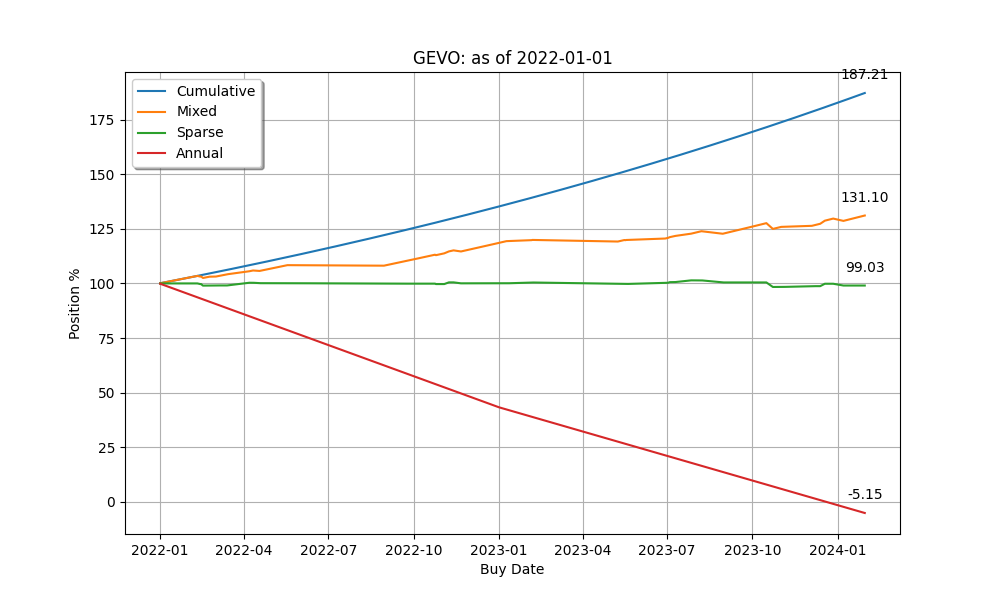 GEVO: as of 2022-01-01
Cumulative
Mixed
Sparse
Annual
187.21
131.10
99.03
-5.15
Position %
175
150
125
100
75
50
25
0
2022-01 2022-04 2022-07 2022-10 2023-01 2023-04 2023-07 2023-10 2024-01
Buy Date